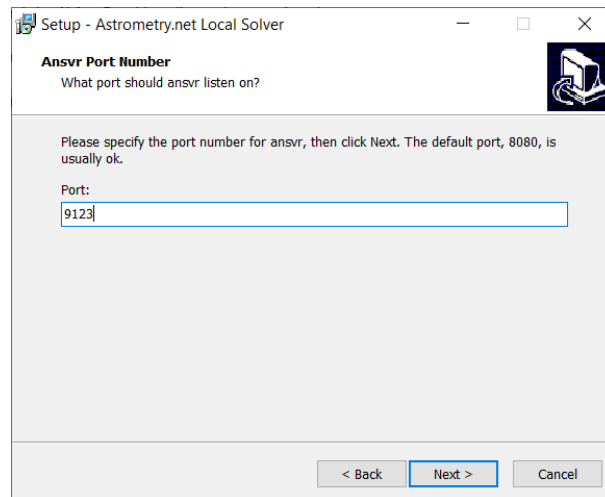 Setup - Astrometry.net Local Solver
Ansvr Port Number
What port should ansvr listen on?
Please specify the port number for ansvr, then click Next. The default port, 8080, is
usually ok.
Port:
9123
< Back Next > Cancel